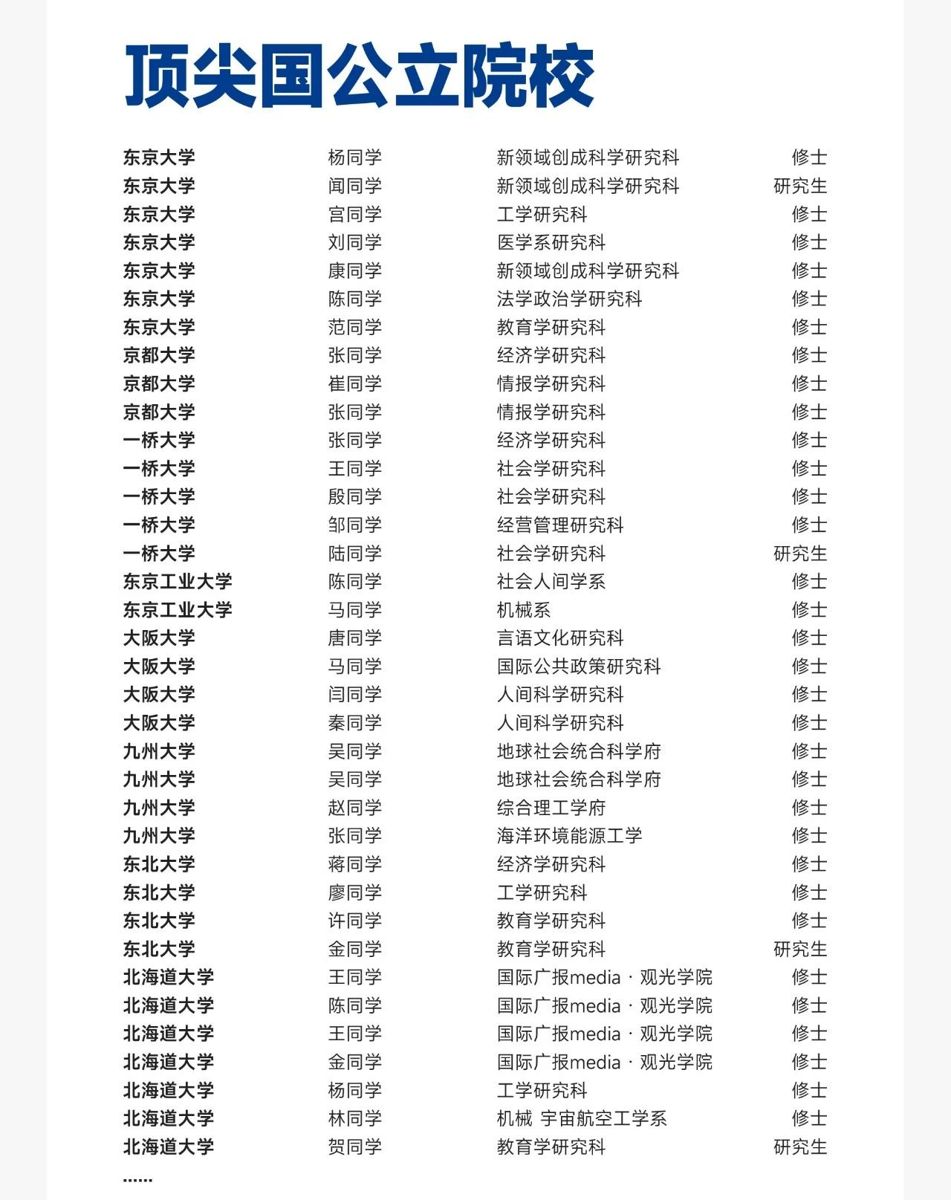 顶尖国公立院校
东京大学 杨同学 新领域创成科学研究科 修士
东京大学 闻同学 新领域创成科学研究科 研究生
东京大学 宫同学 工学研究科 修士
东京大学 刘同学 医学系研究科 修士
东京大学 康同学 新领域创成科学研究科 修士
东京大学 陈同学 法学政治学研究科 修士
东京大学 范同学 教育学研究科 修士
京都大学 张同学 经济学研究科 修士
京都大学 崔同学 情报学研究科 修士
京都大学 张同学 情报学研究科 修士
一桥大学 张同学 经济学研究科 修士
一桥大学 王同学 社会学研究科 修士
一桥大学 殷同学 社会学研究科 修士
一桥大学 邹同学 经营管理研究科 修士
一桥大学 陆同学 社会学研究科 研究生
东京工业大学 陈同学 社会人间学系 修士
东京工业大学 马同学 机械系 修士
大阪大学 唐同学 言语文化研究科 修士
大阪大学 马同学 国际公共政策研究科 修士
大阪大学 闫同学 人间科学研究科 修士
大阪大学 秦同学 人间科学研究科 修士
九州大学 吴同学 地球社会统合科学府 修士
九州大学 吴同学 地球社会统合科学府 修士
九州大学 赵同学 综合理工学府 修士
九州大学 张同学 海洋环境能源工学 修士
东北大学 蒋同学 经济学研究科 修士
东北大学 廖同学 工学研究科 修士
东北大学 许同学 教育学研究科 修士
东北大学 金同学 教育学研究科 研究生
北海道大学 王同学 国际广报media · 观光学院 修士
北海道大学 陈同学 国际广报media · 观光学院 修士
北海道大学 王同学 国际广报media · 观光学院 修士
北海道大学 金同学 国际广报media · 观光学院 修士
北海道大学 杨同学 工学研究科 修士
北海道大学 林同学 机械 宇宙航空工学系 修士
北海道大学 贺同学 教育学研究科 研究生
......